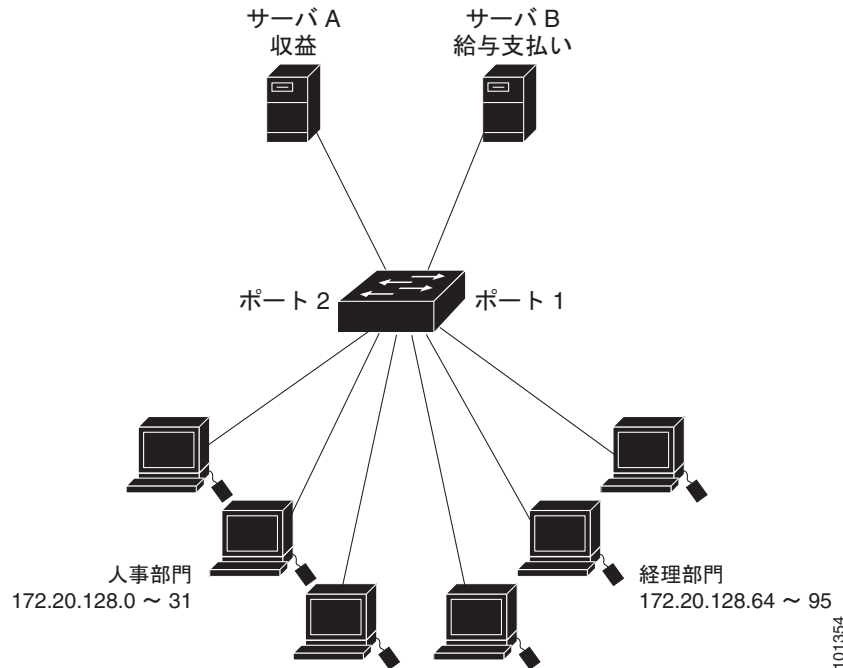 サーバ A
収益
サーバ B
給与支払い
ポート 2
ポート 1
人事部門
172.20.128.0 ～ 31
経理部門
172.20.128.64 ～ 95
101354